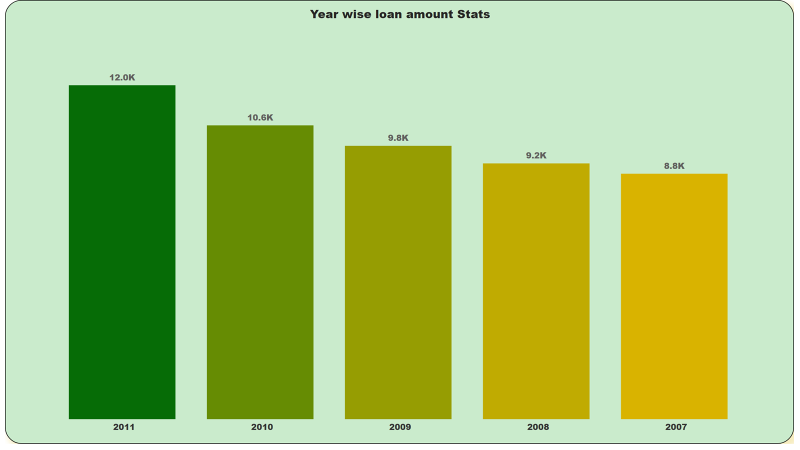 Year wise loan amount Stats
12.0K
10.6K
9.8K
9.2K
8.8K
2011 2010 2009 2008 2007